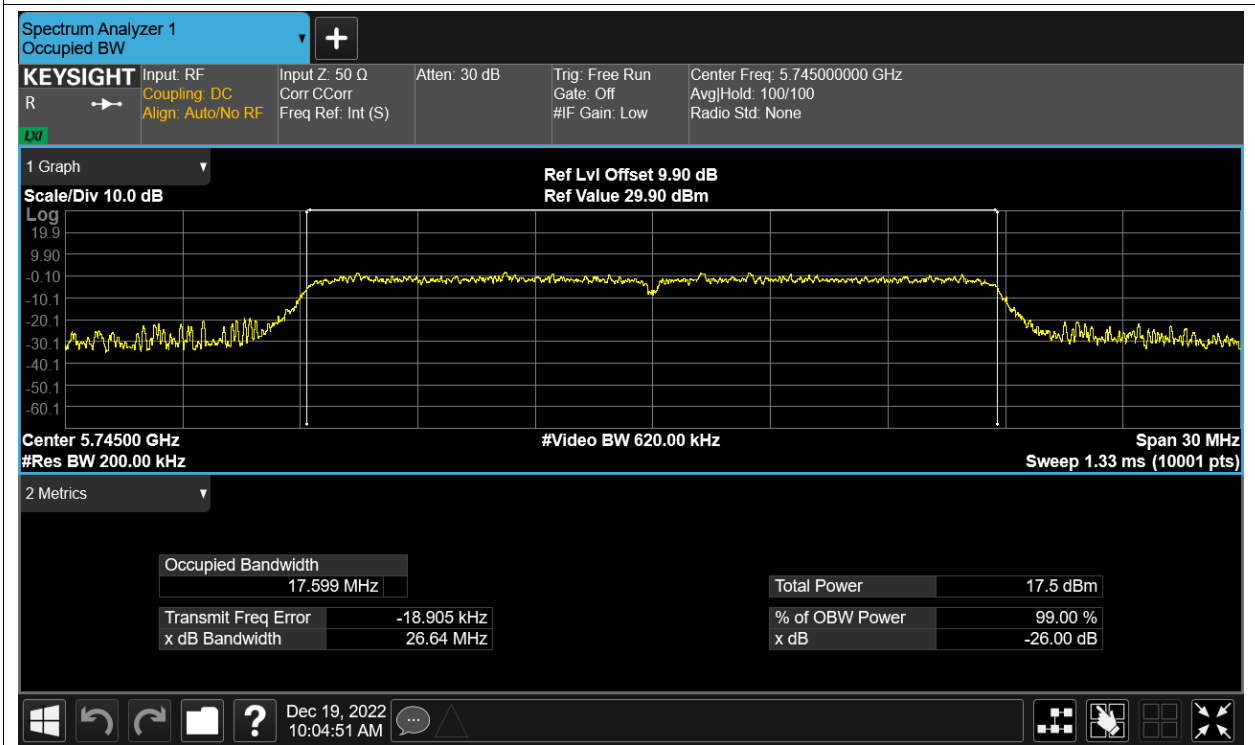 Spectrum Analyzer 1
Occupied BW
KEYSIGHT
R
LXI
Input: RF
Coupling: DC
Align: Auto/No RF
Input Z: 50 Ω
Corr CCorr
Freq Ref: Int (S)
Atten: 30 dB
Trig: Free Run
Gate: Off
#IF Gain: Low
Center Freq: 5.745000000 GHz
Avg|Hold: 100/100
Radio Std: None
1 Graph
Scale/Div 10.0 dB
Ref Lvl Offset 9.90 dB
Ref Value 29.90 dBm
Log
19.9
9.90
-0.10
-10.1
-20.1
-30.1
-40.1
-50.1
-60.1
Center 5.74500 GHz
#Video BW 620.00 kHz
Span 30 MHz
#Res BW 200.00 kHz
Sweep 1.33 ms (10001 pts)
2 Metrics
Occupied Bandwidth
17.599 MHz
Total Power 17.5 dBm
Transmit Freq Error -18.905 kHz
% of OBW Power 99.00 %
x dB Bandwidth 26.64 MHz
x dB -26.00 dB
?
Dec 19, 2022
10:04:51 AM